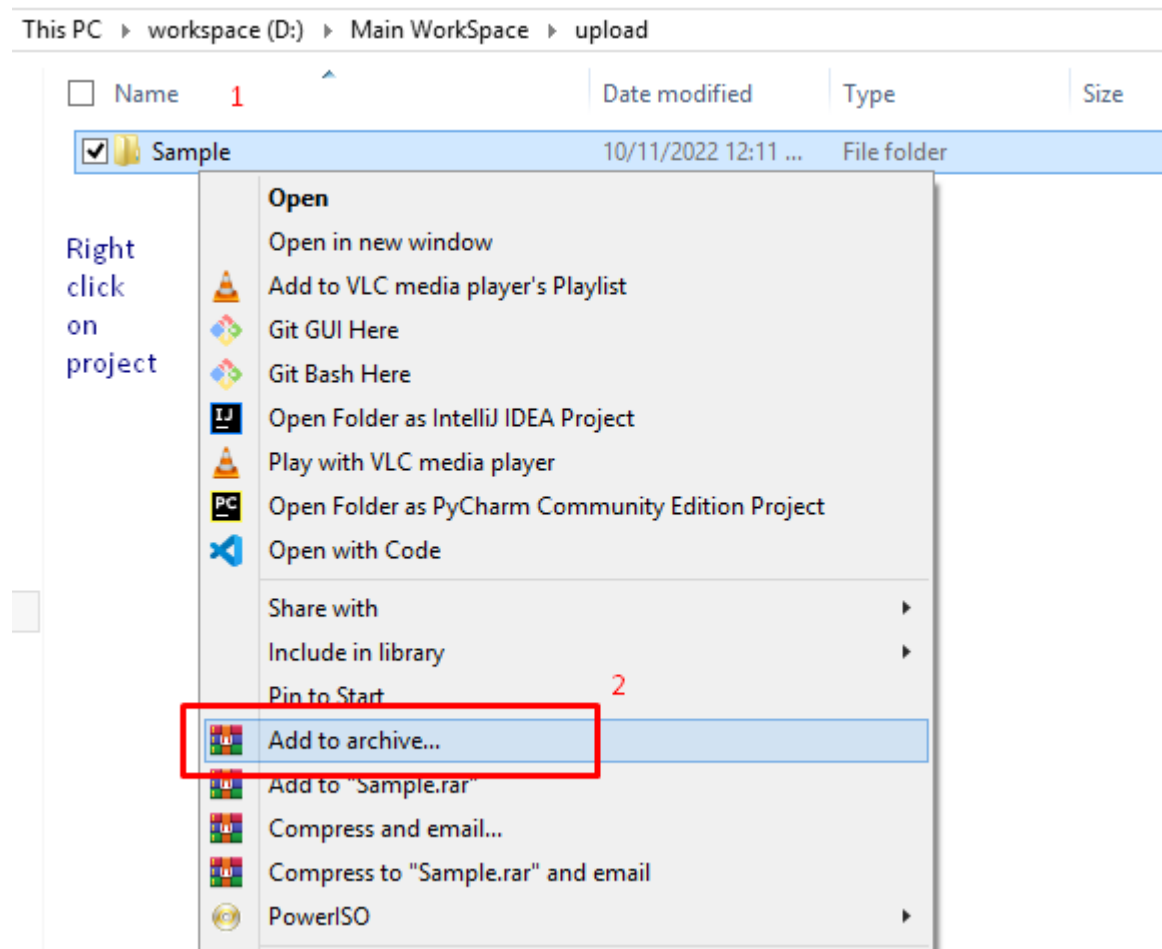 This PC workspace (D:) Main WorkSpace upload
Name 1 Date modified Type Size
Sample 10/11/2022 12:11 ... File folder
Right
click
on
project
Open
Open in new window
Add to VLC media player's Playlist
Git GUI Here
Git Bash Here
IJ Open Folder as IntelliJ IDEA Project
Play with VLC media player
PC Open Folder as PyCharm Community Edition Project
Open with Code
Share with
Include in library
Pin to Start
2
Add to archive...
Add to "Sample.rar"
Compress and email...
Compress to "Sample.rar" and email
PowerISO